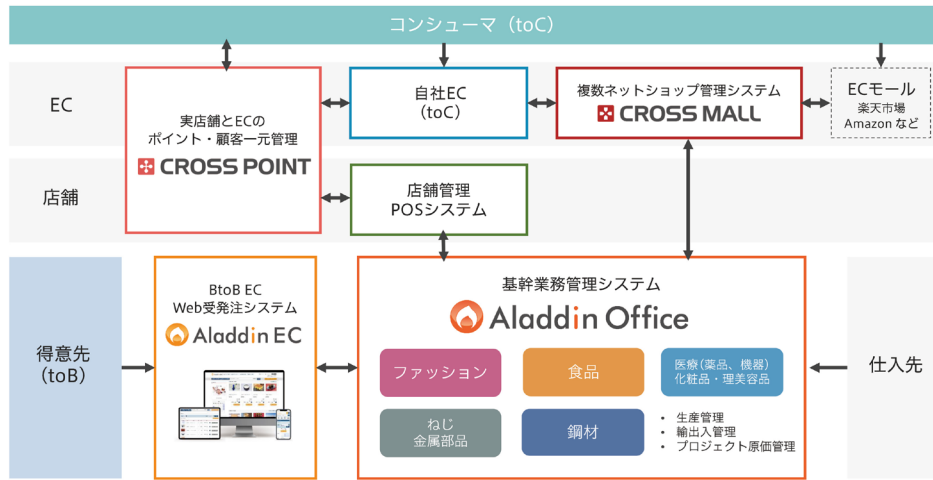 コンシューマ（toC）
EC
実店舗とECの
ポイント・顧客一元管理
CROSS POINT
自社EC
(toC)
複数ネットショップ管理システム
CROSS MALL
ECモール
楽天市場
Amazon など
店舗
店舗管理
POSシステム
得意先
（toB）
BtoB EC
Web受発注システム
Aladdin EC
基幹業務管理システム
Aladdin Office
ファッション
食品
医療(薬品、機器)
化粧品・理美容品
ねじ
金属部品
鋼材
• 生産管理
• 輸出入管理
• プロジェクト原価管理
仕入先